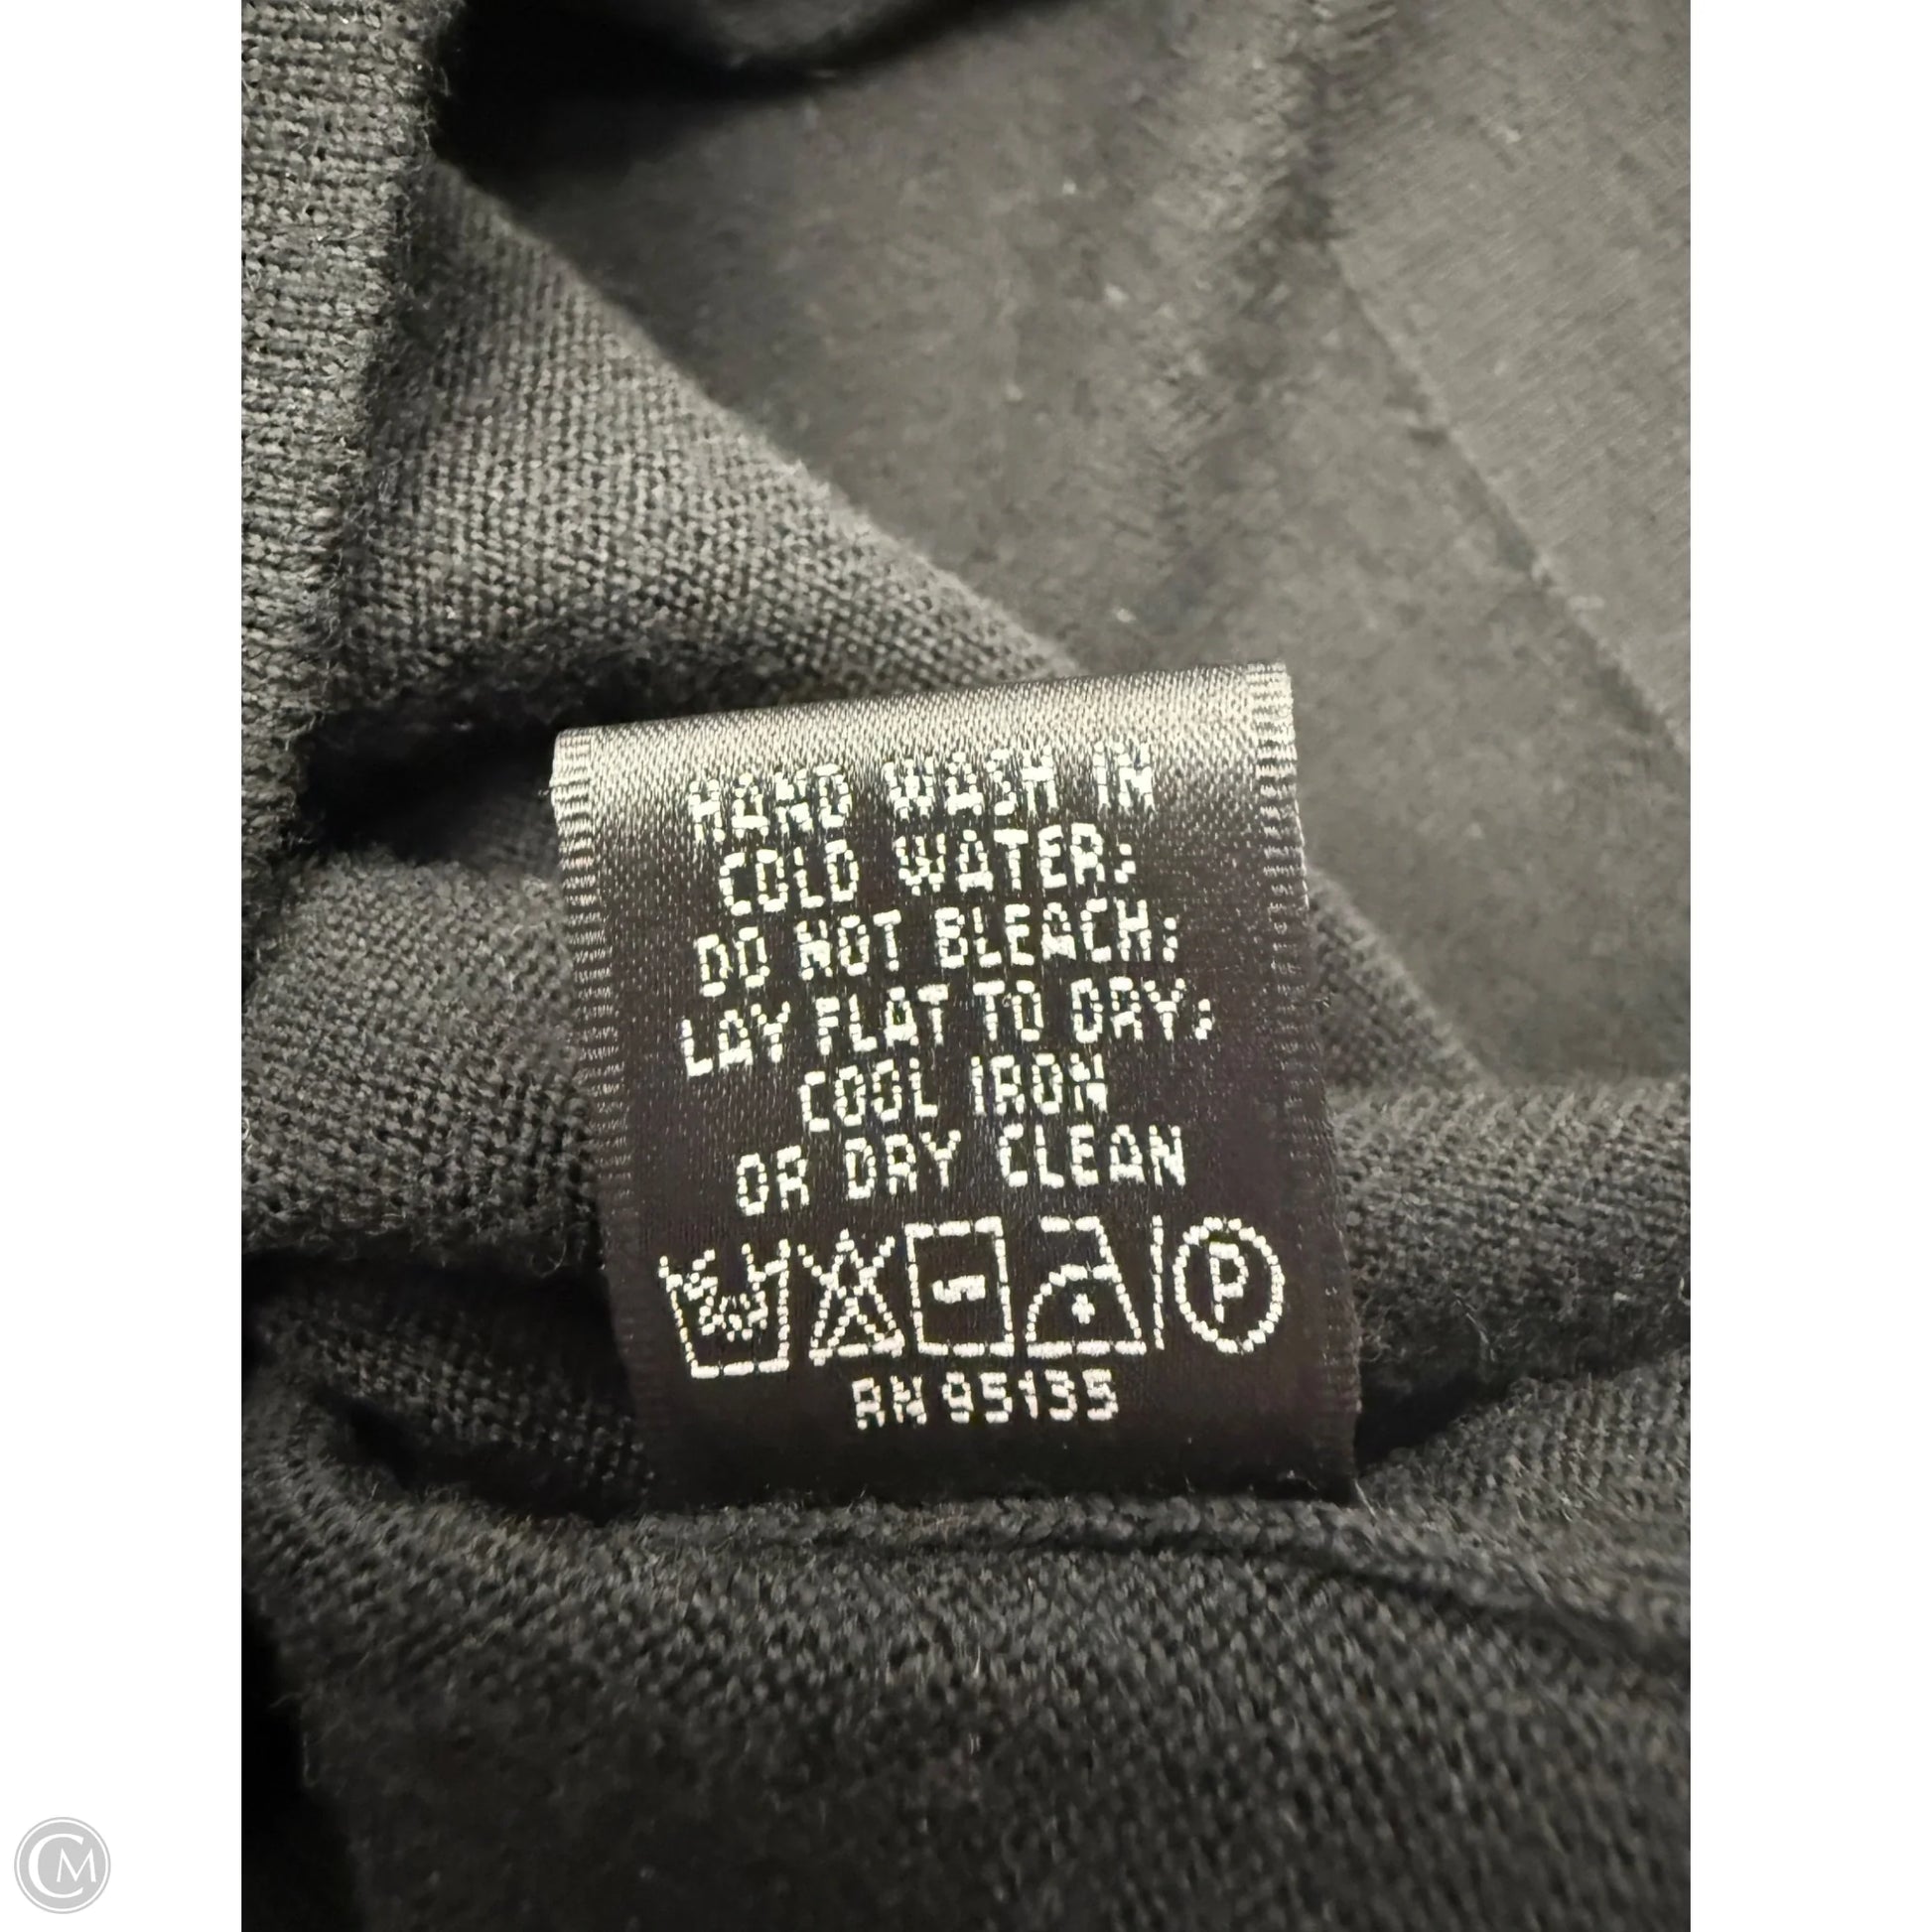 HAND WASH IN
COLD WATER;
DO NOT BLEACH;
LAY FLAT TO DRY;
COOL IRON
OR DRY CLEAN
P
RN 95135
CM